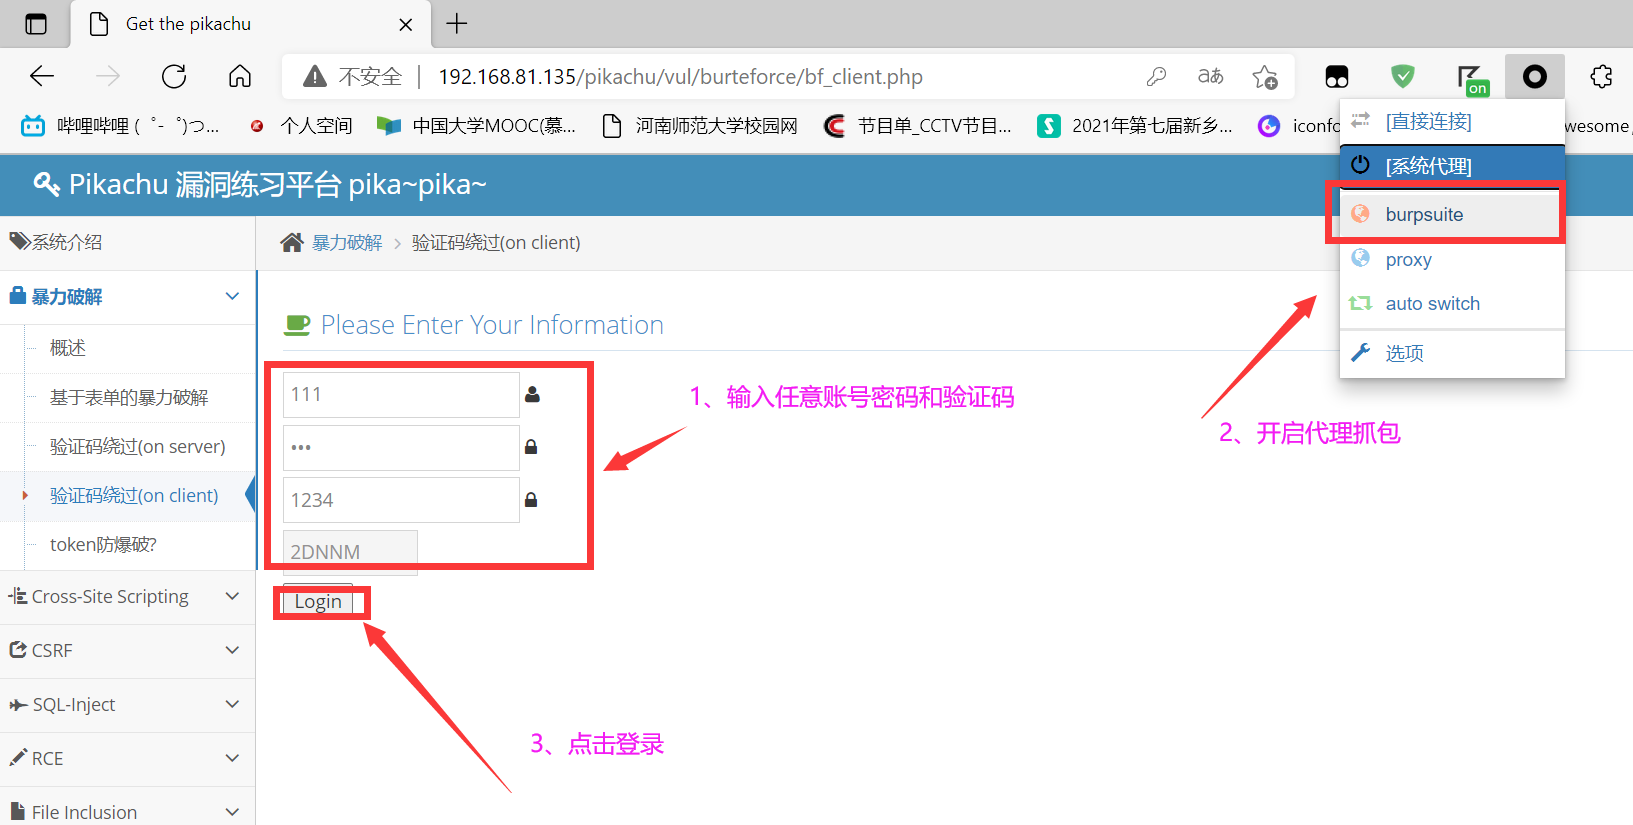 Get the pikachu
不安全
192.168.81.135/pikachu/vul/burteforce/bf_client.php
aあ
on
哔哩哔哩 ( ゜- ゜)つ...
个人空间
中国大学MOOC(慕...
河南师范大学校园网
节目单_CCTV节目...
2021年第七届新乡...
iconfo
wesome,
[直接连接]
[系统代理]
burpsuite
proxy
auto switch
选项
Pikachu 漏洞练习平台 pika~pika~
系统介绍
暴力破解
概述
基于表单的暴力破解
验证码绕过(on server)
验证码绕过(on client)
token防爆破?
Cross-Site Scripting
CSRF
SQL-Inject
RCE
File Inclusion
暴力破解 > 验证码绕过(on client)
Please Enter Your Information
111
•••
1234
2DNNM
Login
1、输入任意账号密码和验证码
2、开启代理抓包
3、点击登录